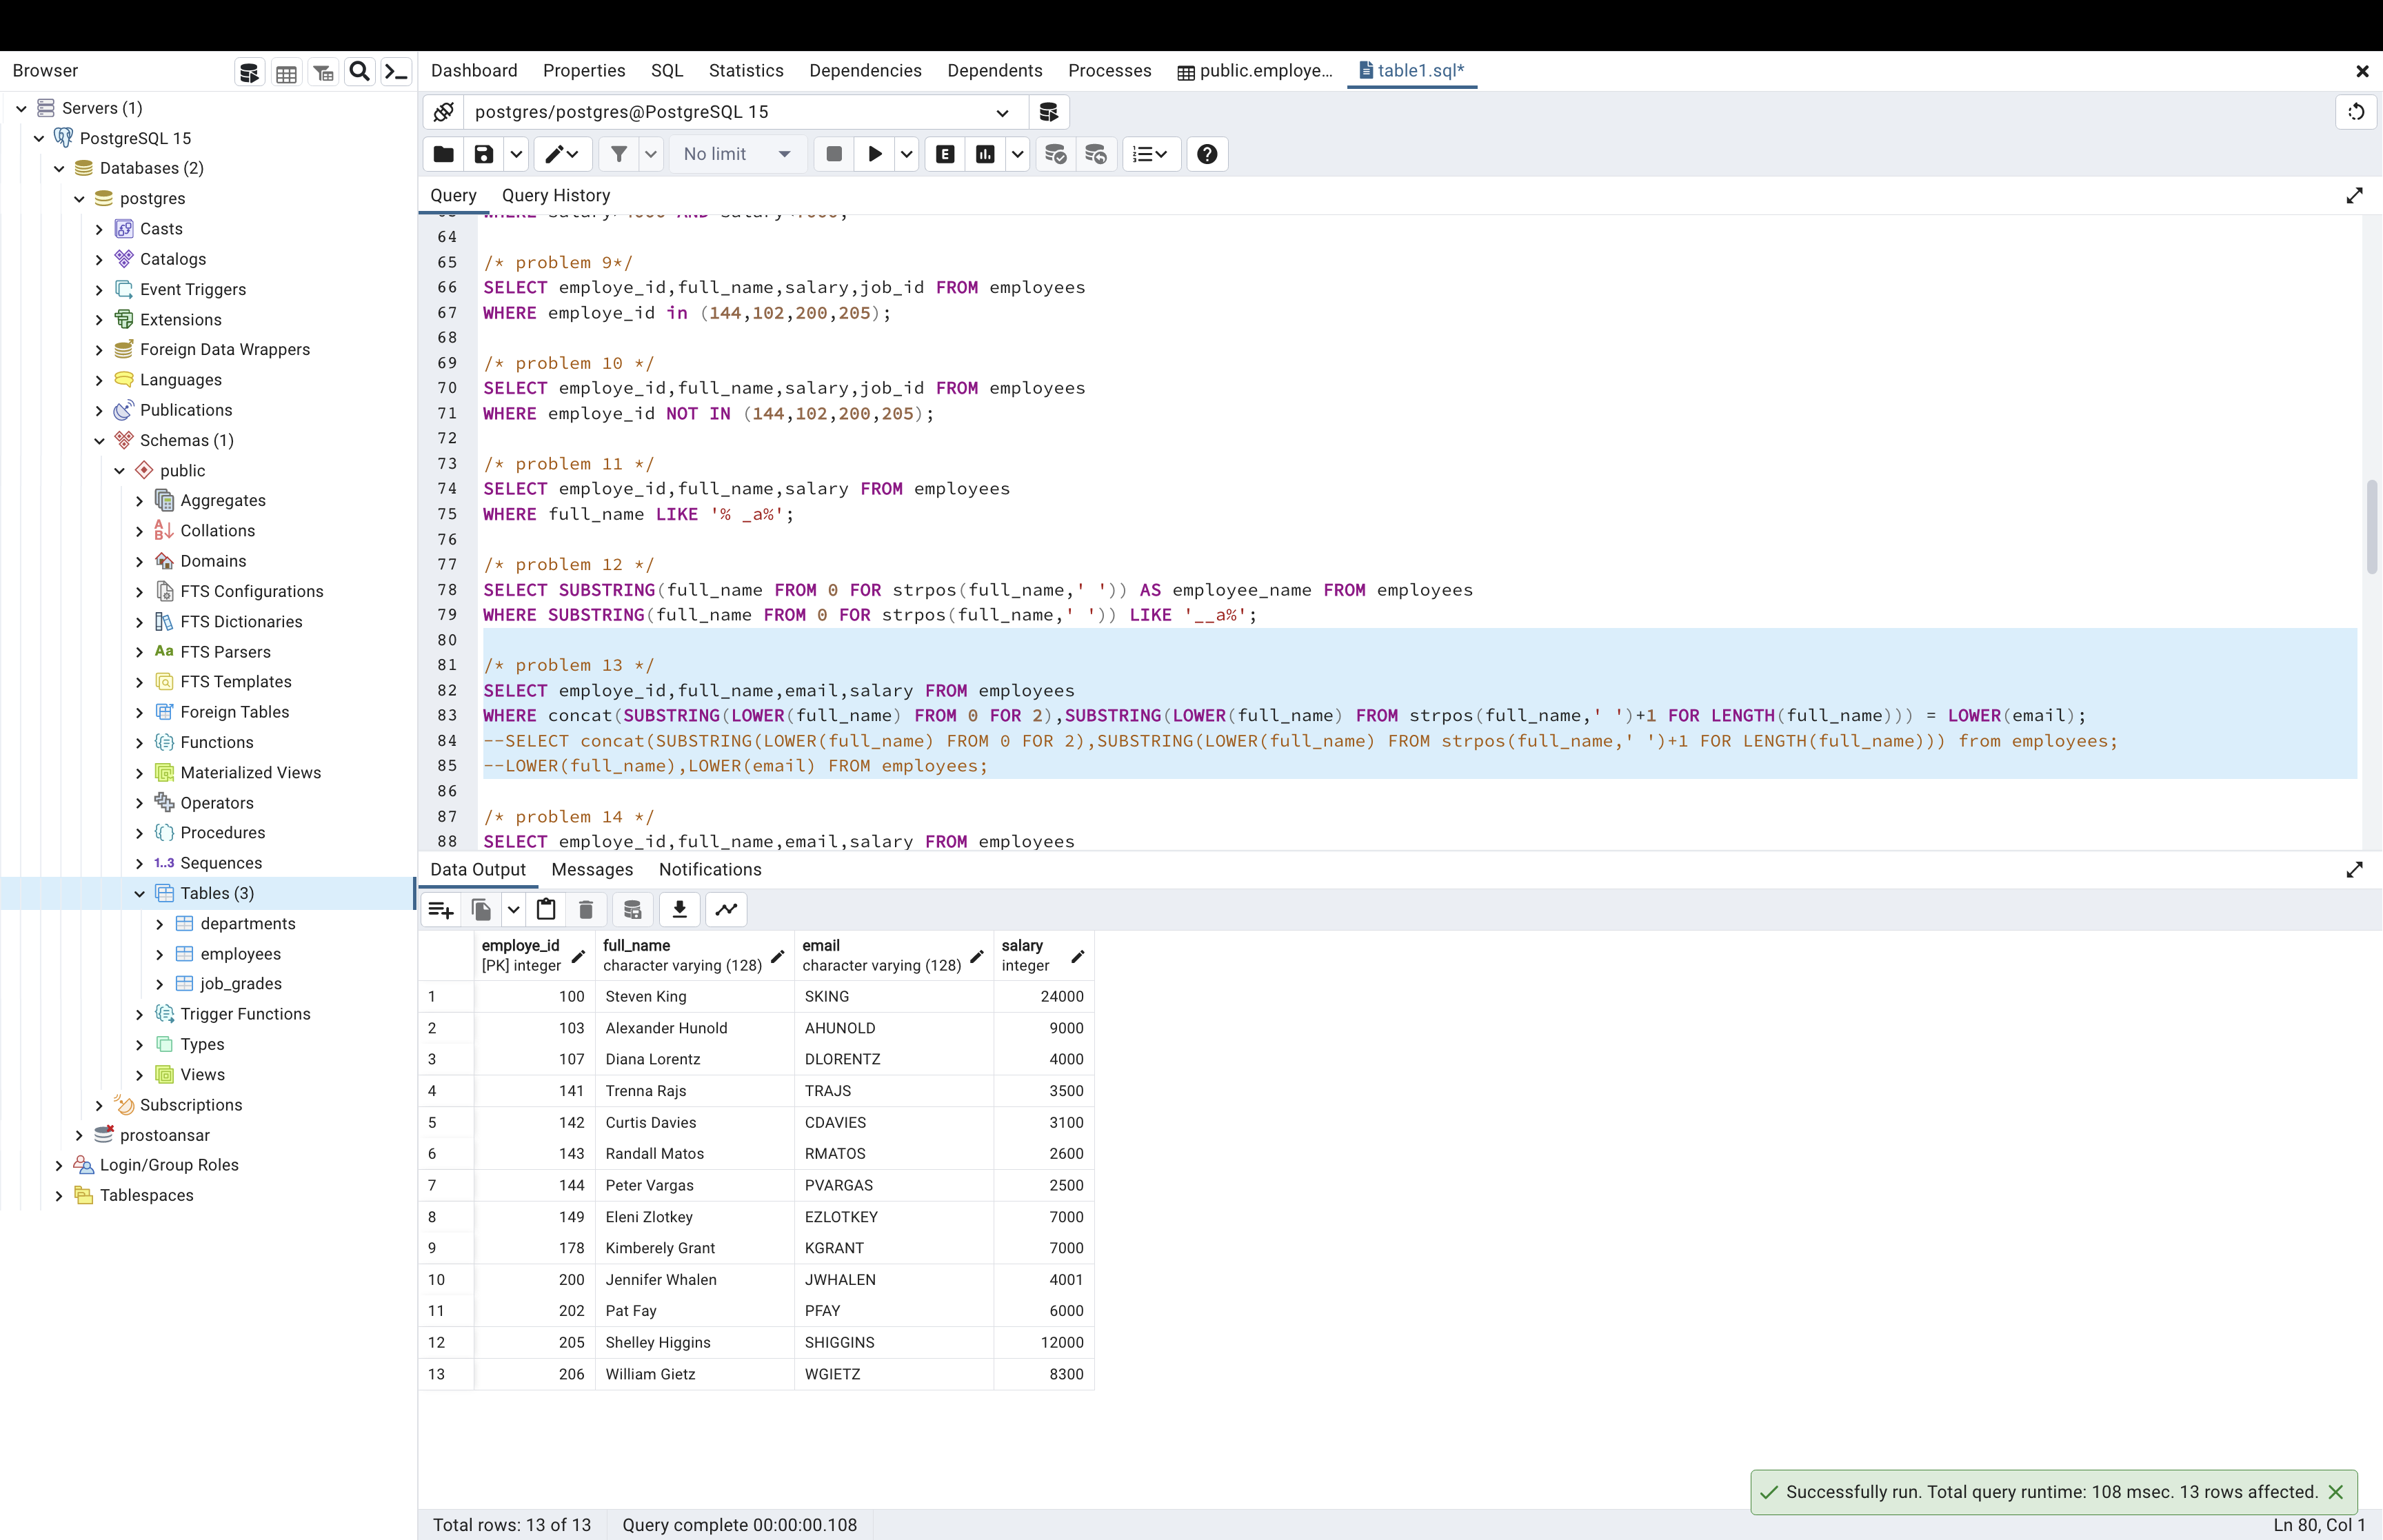 Browser
Dashboard Properties SQL Statistics Dependencies Dependents Processes public.employe... table1.sql*
Servers (1)
PostgreSQL 15
Databases (2)
postgres
Casts
Catalogs
Event Triggers
Extensions
Foreign Data Wrappers
Languages
Publications
Schemas (1)
public
Aggregates
Collations
Domains
FTS Configurations
FTS Dictionaries
Aa FTS Parsers
FTS Templates
Foreign Tables
Functions
Materialized Views
Operators
Procedures
1..3 Sequences
Tables (3)
departments
employees
job_grades
Trigger Functions
Types
Views
Subscriptions
prostoansar
Login/Group Roles
Tablespaces
postgres/postgres@PostgreSQL 15
No limit
E
Query Query History
64
65 /* problem 9*/
66 SELECT employe_id,full_name,salary,job_id FROM employees
67 WHERE employe_id in (144,102,200,205);
68
69 /* problem 10 */
70 SELECT employe_id,full_name,salary,job_id FROM employees
71 WHERE employe_id NOT IN (144,102,200,205);
72
73 /* problem 11 */
74 SELECT employe_id,full_name,salary FROM employees
75 WHERE full_name LIKE '% _a%';
76
77 /* problem 12 */
78 SELECT SUBSTRING(full_name FROM 0 FOR strpos(full_name,' ')) AS employee_name FROM employees
79 WHERE SUBSTRING(full_name FROM 0 FOR strpos(full_name,' ')) LIKE '__a%';
80
81 /* problem 13 */
82 SELECT employe_id,full_name,email,salary FROM employees
83 WHERE concat(SUBSTRING(LOWER(full_name) FROM 0 FOR 2),SUBSTRING(LOWER(full_name) FROM strpos(full_name,' ')+1 FOR LENGTH(full_name))) = LOWER(email);
84 --SELECT concat(SUBSTRING(LOWER(full_name) FROM 0 FOR 2),SUBSTRING(LOWER(full_name) FROM strpos(full_name,' ')+1 FOR LENGTH(full_name))) from employees;
85 --LOWER(full_name),LOWER(email) FROM employees;
86
87 /* problem 14 */
88 SELECT employe_id,full_name,email,salary FROM employees
Data Output Messages Notifications
employe_id full_name email salary
[PK] integer character varying (128) character varying (128) integer
1 100 Steven King SKING 24000
2 103 Alexander Hunold AHUNOLD 9000
3 107 Diana Lorentz DLORENTZ 4000
4 141 Trenna Rajs TRAJS 3500
5 142 Curtis Davies CDAVIES 3100
6 143 Randall Matos RMATOS 2600
7 144 Peter Vargas PVARGAS 2500
8 149 Eleni Zlotkey EZLOTKEY 7000
9 178 Kimberely Grant KGRANT 7000
10 200 Jennifer Whalen JWHALEN 4001
11 202 Pat Fay PFAY 6000
12 205 Shelley Higgins SHIGGINS 12000
13 206 William Gietz WGIETZ 8300
Successfully run. Total query runtime: 108 msec. 13 rows affected.
Total rows: 13 of 13 Query complete 00:00:00.108 Ln 80, Col 1